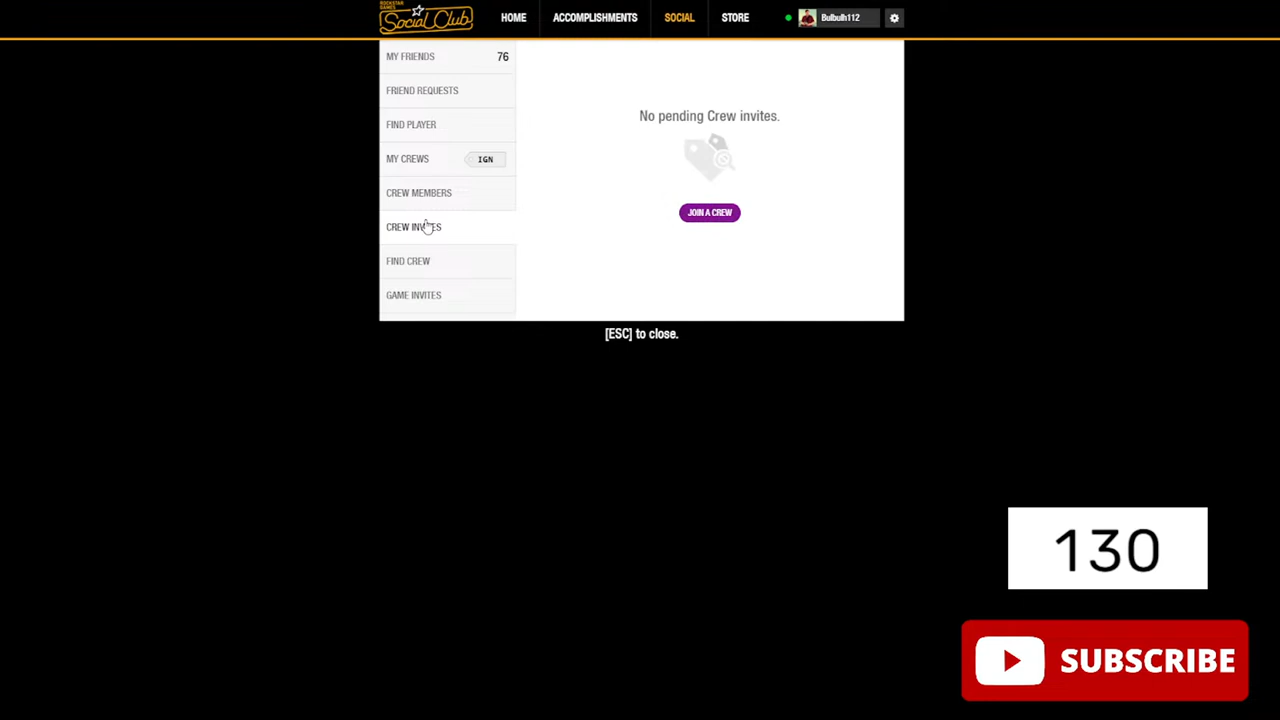 ROCKSTAR
GAMES
Social Club
HOME
ACCOMPLISHMENTS
SOCIAL
STORE
Bulbulh112
MY FRIENDS 76
FRIEND REQUESTS
FIND PLAYER
MY CREWS IGN
CREW MEMBERS
CREW INVITES
FIND CREW
GAME INVITES
No pending Crew invites.
JOIN A CREW
[ESC] to close.
130
SUBSCRIBE